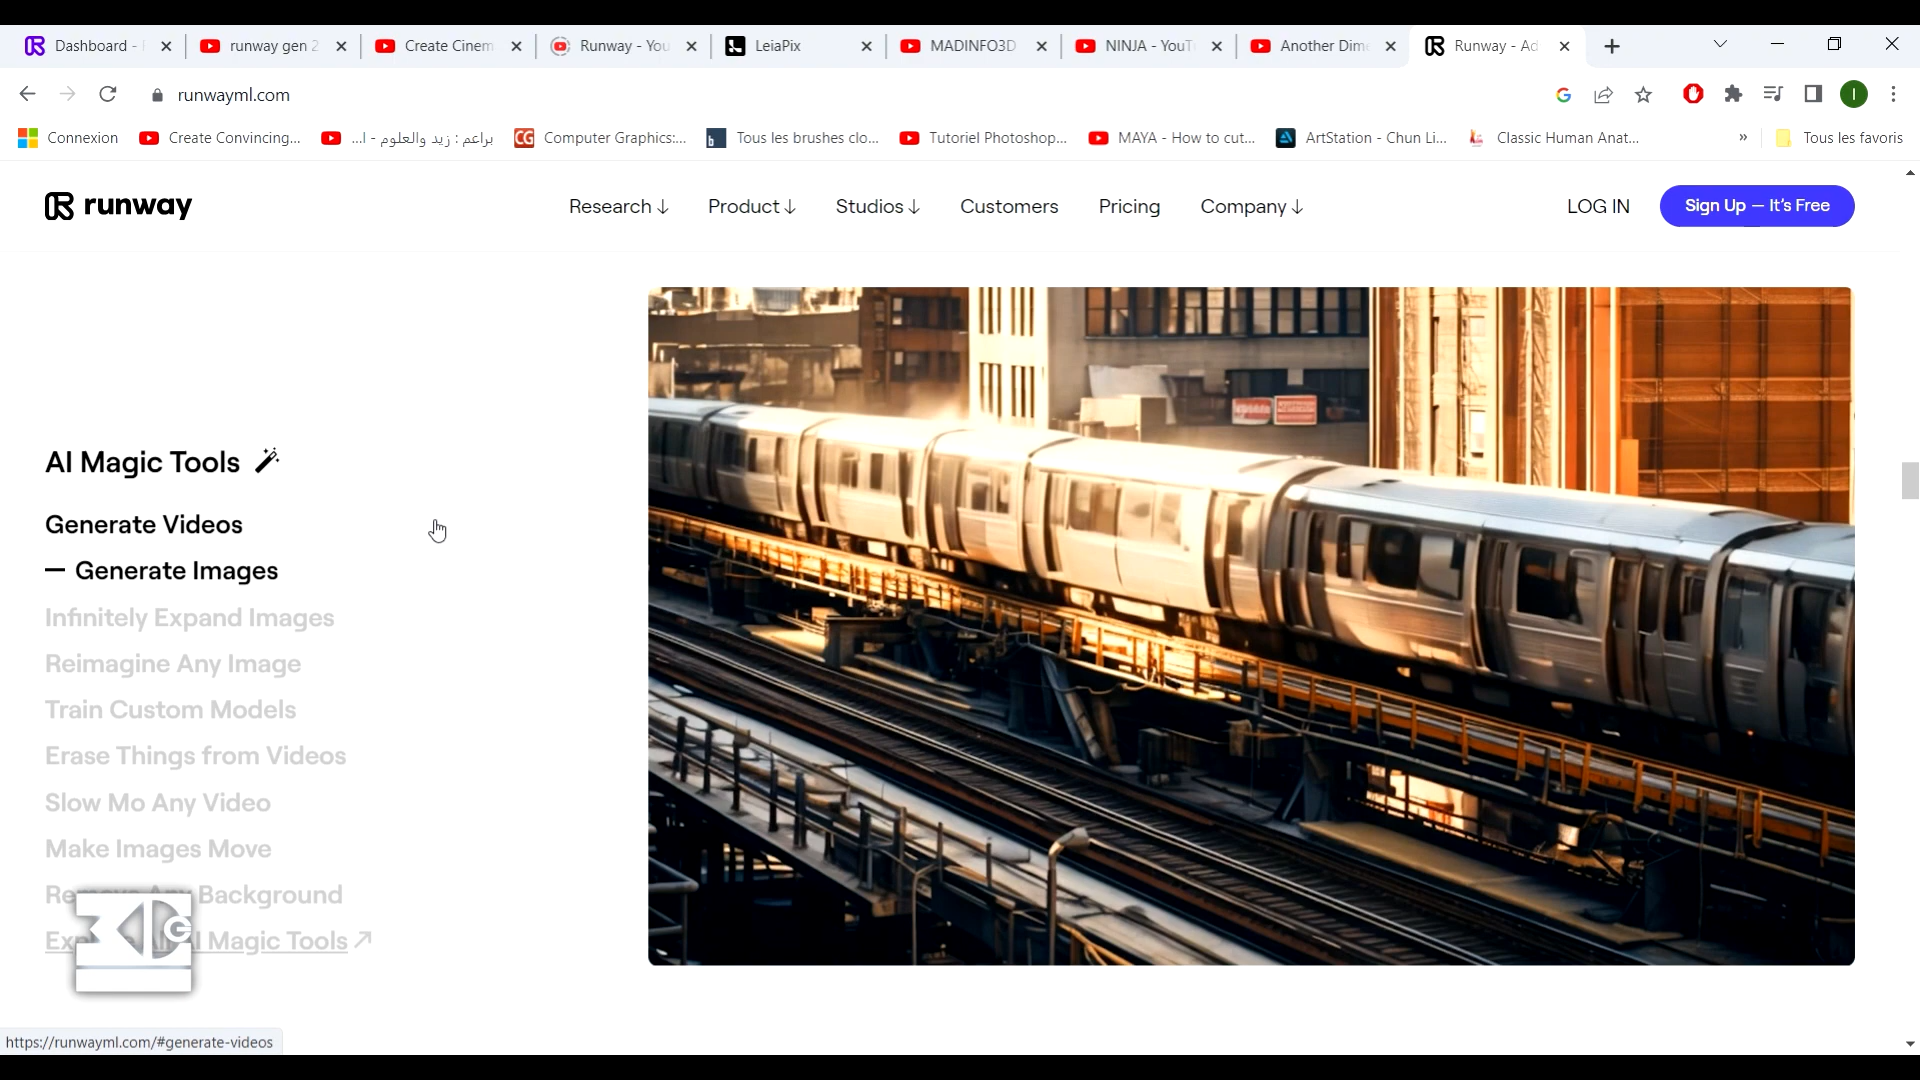 Dashboard -
runway gen 2
Create Cinem
Runway - You
LeiaPix
MADINFO3D
NINJA - YouT
Another Dime
Runway - Ad
runwayml.com
Connexion
Create Convincing...
براعم : زيد والعلوم - ا...
Computer Graphics:...
Tous les brushes clo...
Tutoriel Photoshop...
MAYA - How to cut...
ArtStation - Chun Li...
Classic Human Anat...
»
Tous les favoris
runway
Research ↓
Product ↓
Studios ↓
Customers
Pricing
Company ↓
LOG IN
Sign Up — It's Free
AI Magic Tools
Generate Videos
— Generate Images
Infinitely Expand Images
Reimagine Any Image
Train Custom Models
Erase Things from Videos
Slow Mo Any Video
Make Images Move
Background
Magic Tools ↗
https://runwayml.com/#generate-videos